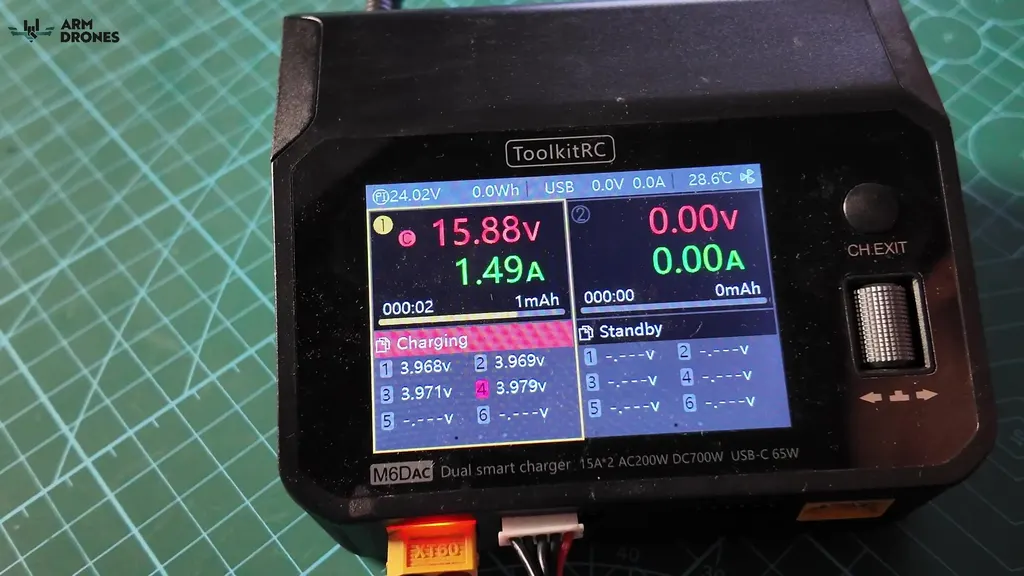 ARM
DRONES
ToolkitRC
24.02V 0.0Wh USB 0.0V 0.0A 28.6℃
1 C 15.88V
1.49A
000:02 1mAh
Charging
1 3.968V 2 3.969V
3 3.971V 4 3.979V
5 -.---V 6 -.---V
2 0.00V
0.00A
000:00 0mAh
Standby
1 -.---V 2 -.---V
3 -.---V 4 -.---V
5 -.---V 6 -.---V
CH.EXIT
M6DAC Dual smart charger 15A*2 AC200W DC700W USB-C 65W
XT60
40